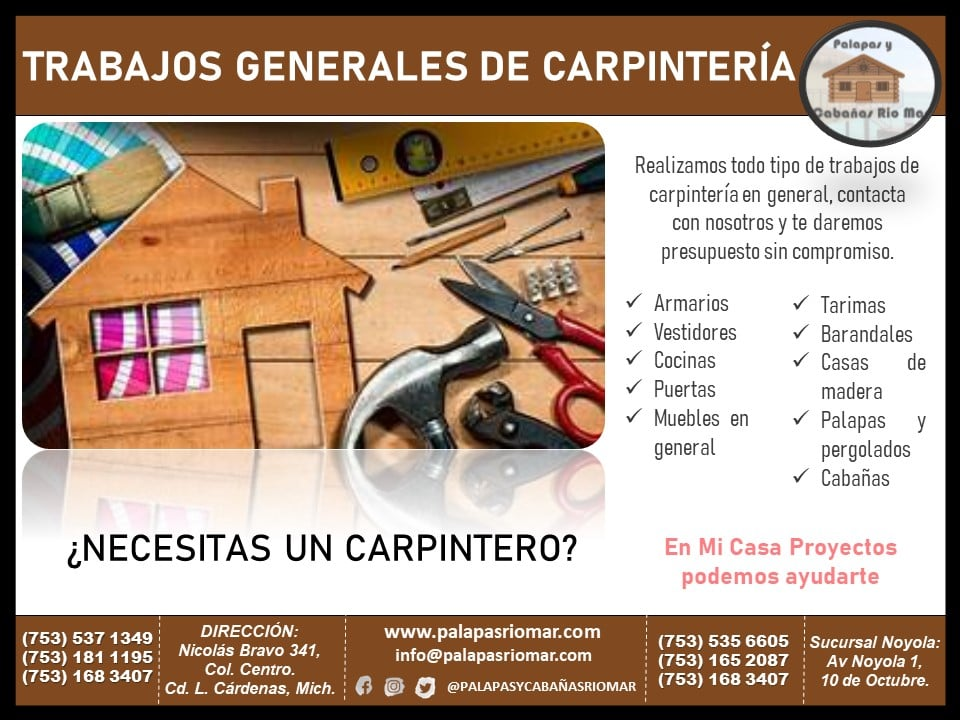 TRABAJOS GENERALES DE CARPINTERÍA
Palapas y
Cabañas Río Mar
Realizamos todo tipo de trabajos de
carpintería en general, contacta
con nosotros y te daremos
presupuesto sin compromiso.
✓ Armarios
✓ Vestidores
✓ Cocinas
✓ Puertas
✓ Muebles en
general
✓ Tarimas
✓ Barandales
✓ Casas de
madera
✓ Palapas y
pergolados
✓ Cabañas
¿NECESITAS UN CARPINTERO?
En Mi Casa Proyectos
podemos ayudarte
(753) 537 1349
(753) 181 1195
(753) 168 3407
DIRECCIÓN:
Nicolás Bravo 341,
Col. Centro.
Cd. L. Cárdenas, Mich.
www.palapasriomar.com
info@palapasriomar.com
@PALAPASYCABAÑASRIOMAR
(753) 535 6605
(753) 165 2087
(753) 168 3407
Sucursal Noyola:
Av Noyola 1,
10 de Octubre.